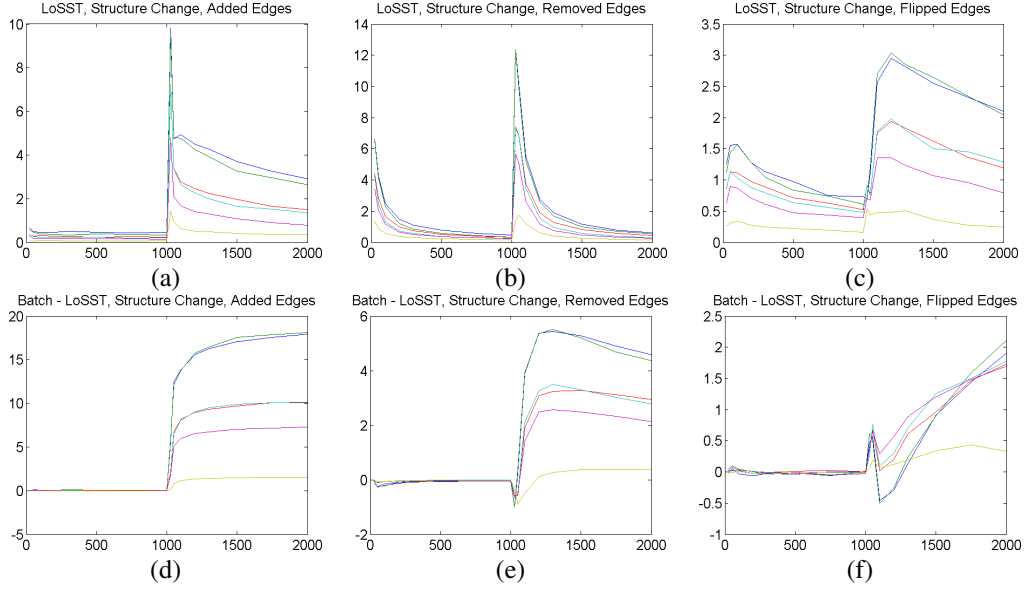 LoSST, Structure Change, Added Edges
LoSST, Structure Change, Removed Edges
LoSST, Structure Change, Flipped Edges
10
8
6
4
2
0
0 500 1000 1500 2000
14
12
10
8
6
4
2
0
0 500 1000 1500 2000
3.5
3
2.5
2
1.5
1
0.5
0
0 500 1000 1500 2000
(a)
(b)
(c)
Batch - LoSST, Structure Change, Added Edges
Batch - LoSST, Structure Change, Removed Edges
Batch - LoSST, Structure Change, Flipped Edges
20
15
10
5
0
-5
0 500 1000 1500 2000
6
4
2
0
-2
0 500 1000 1500 2000
2.5
2
1.5
1
0.5
0
-0.5
-1
0 500 1000 1500 2000
(d)
(e)
(f)